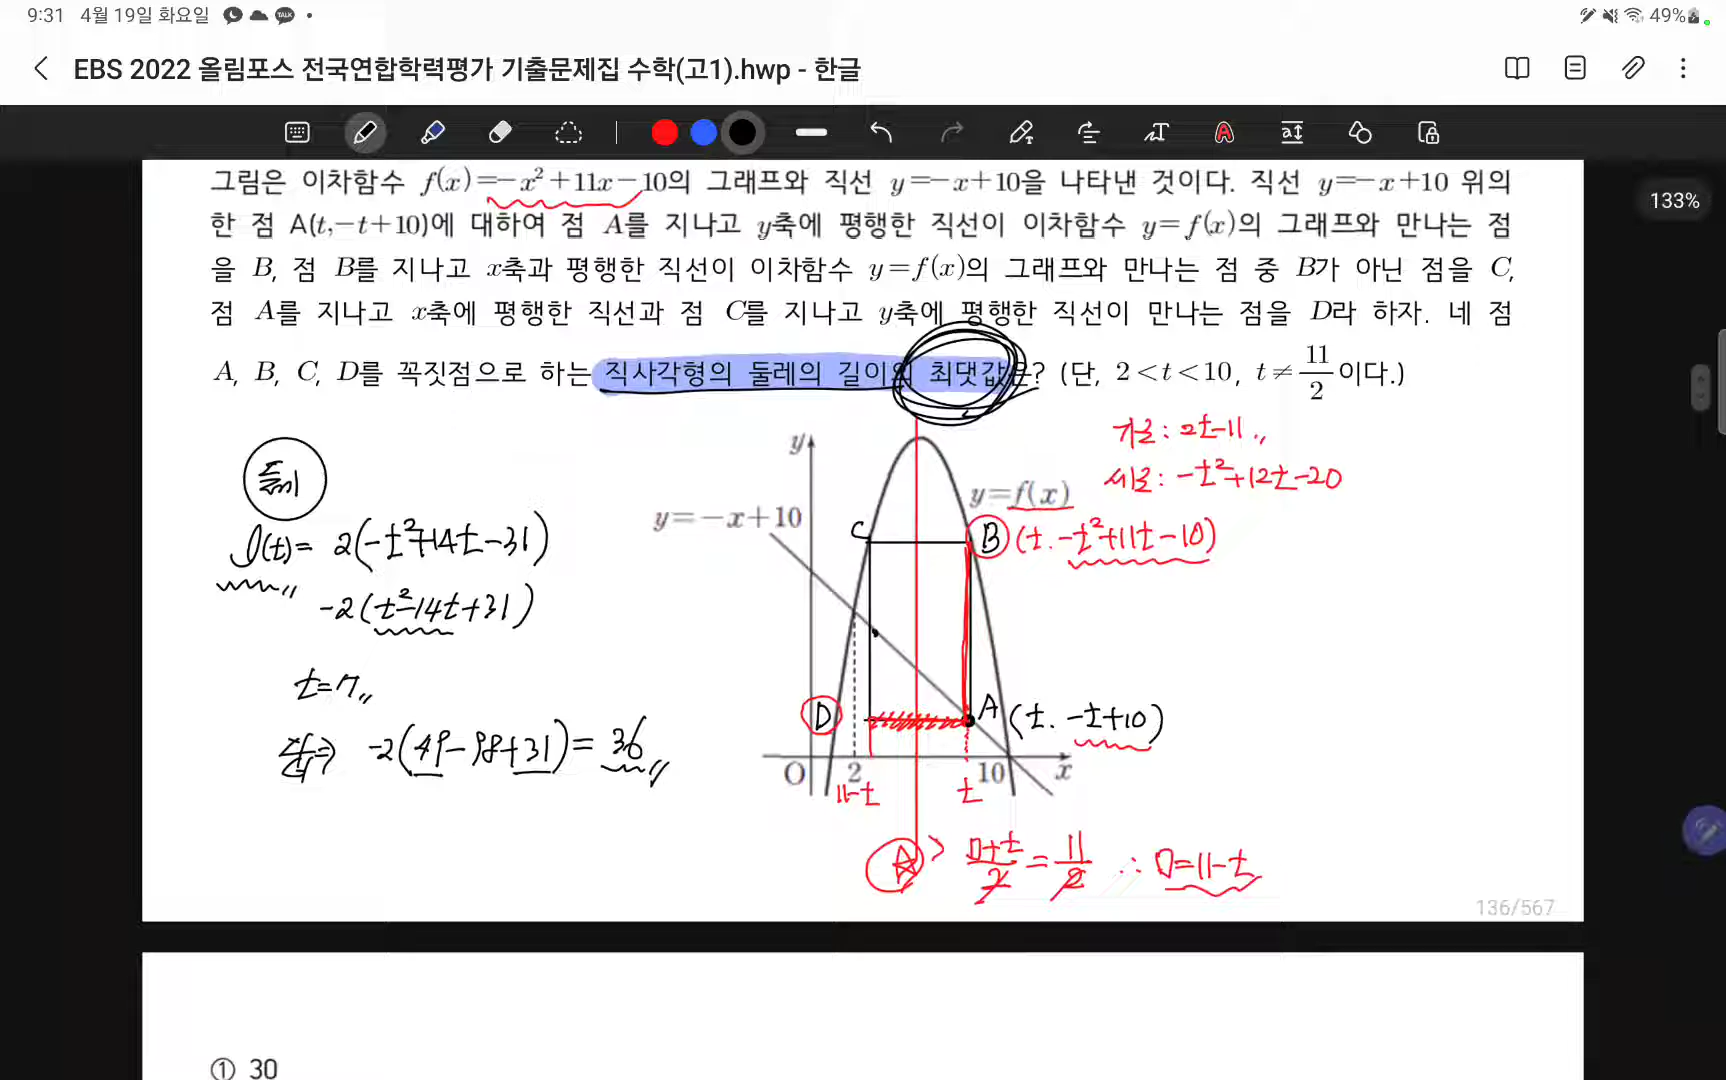 9:31 4월 19일 화요일 TALK 49%
EBS 2022 올림포스 전국연합학력평가 기출문제집 수학(고1).hwp - 한글
133%
그림은 이차함수 f(x)=-x²+11x-10의 그래프와 직선 y=-x+10을 나타낸 것이다. 직선 y=-x+10 위의
한 점 A(t,-t+10)에 대하여 점 A를 지나고 y축에 평행한 직선이 이차함수 y=f(x)의 그래프와 만나는 점
을 B, 점 B를 지나고 x축과 평행한 직선이 이차함수 y=f(x)의 그래프와 만나는 점 중 B가 아닌 점을 C,
점 A를 지나고 x축에 평행한 직선과 점 C를 지나고 y축에 평행한 직선이 만나는 점을 D라 하자. 네 점
A, B, C, D를 꼭짓점으로 하는 직사각형의 둘레의 길이의 최댓값은? (단, 2<t<10, t≠11/2이다.)
가로: 2t-11
세로: -t²+12t-20
둘레
l(t)= 2(-t²+14t-31)
-2(t²-14t+31)
t=7
-2(49-98+31)=36
y
y=f(x)
y=-x+10
C
B (t. -t²+11t-10)
D
A (t. -t+10)
O 2 10 x
11-t t
□+t/2=11/2 ∴ □=11-t
136/567
① 30